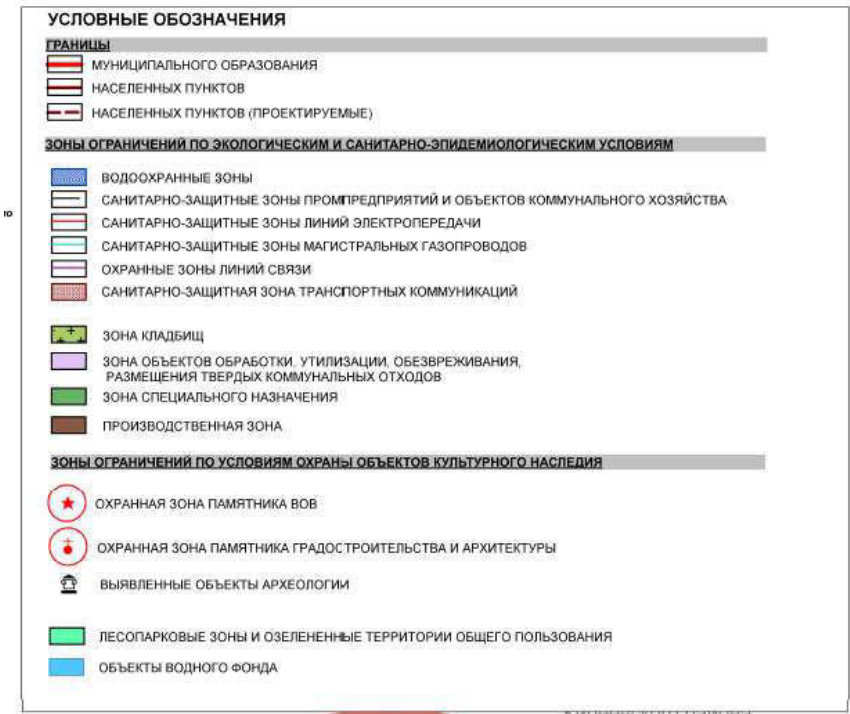 УСЛОВНЫЕ ОБОЗНАЧЕНИЯ
ГРАНИЦЫ
МУНИЦИПАЛЬНОГО ОБРАЗОВАНИЯ
НАСЕЛЕННЫХ ПУНКТОВ
НАСЕЛЕННЫХ ПУНКТОВ (ПРОЕКТИРУЕМЫЕ)
ЗОНЫ ОГРАНИЧЕНИЙ ПО ЭКОЛОГИЧЕСКИМ И САНИТАРНО-ЭПИДЕМИОЛОГИЧЕСКИМ УСЛОВИЯМ
ВОДООХРАННЫЕ ЗОНЫ
САНИТАРНО-ЗАЩИТНЫЕ ЗОНЫ ПРОМПРЕДПРИЯТИЙ И ОБЪЕКТОВ КОММУНАЛЬНОГО ХОЗЯЙСТВА
САНИТАРНО-ЗАЩИТНЫЕ ЗОНЫ ЛИНИЙ ЭЛЕКТРОПЕРЕДАЧИ
САНИТАРНО-ЗАЩИТНЫЕ ЗОНЫ МАГИСТРАЛЬНЫХ ГАЗОПРОВОДОВ
ОХРАННЫЕ ЗОНЫ ЛИНИЙ СВЯЗИ
САНИТАРНО-ЗАЩИТНАЯ ЗОНА ТРАНСПОРТНЫХ КОММУНИКАЦИЙ
ЗОНА КЛАДБИЩ
ЗОНА ОБЪЕКТОВ ОБРАБОТКИ, УТИЛИЗАЦИИ, ОБЕЗВРЕЖИВАНИЯ,
РАЗМЕЩЕНИЯ ТВЕРДЫХ КОММУНАЛЬНЫХ ОТХОДОВ
ЗОНА СПЕЦИАЛЬНОГО НАЗНАЧЕНИЯ
ПРОИЗВОДСТВЕННАЯ ЗОНА
ЗОНЫ ОГРАНИЧЕНИЙ ПО УСЛОВИЯМ ОХРАНЫ ОБЪЕКТОВ КУЛЬТУРНОГО НАСЛЕДИЯ
ОХРАННАЯ ЗОНА ПАМЯТНИКА ВОВ
ОХРАННАЯ ЗОНА ПАМЯТНИКА ГРАДОСТРОИТЕЛЬСТВА И АРХИТЕКТУРЫ
ВЫЯВЛЕННЫЕ ОБЪЕКТЫ АРХЕОЛОГИИ
ЛЕСОПАРКОВЫЕ ЗОНЫ И ОЗЕЛЕНЕННЫЕ ТЕРРИТОРИИ ОБЩЕГО ПОЛЬЗОВАНИЯ
ОБЪЕКТЫ ВОДНОГО ФОНДА